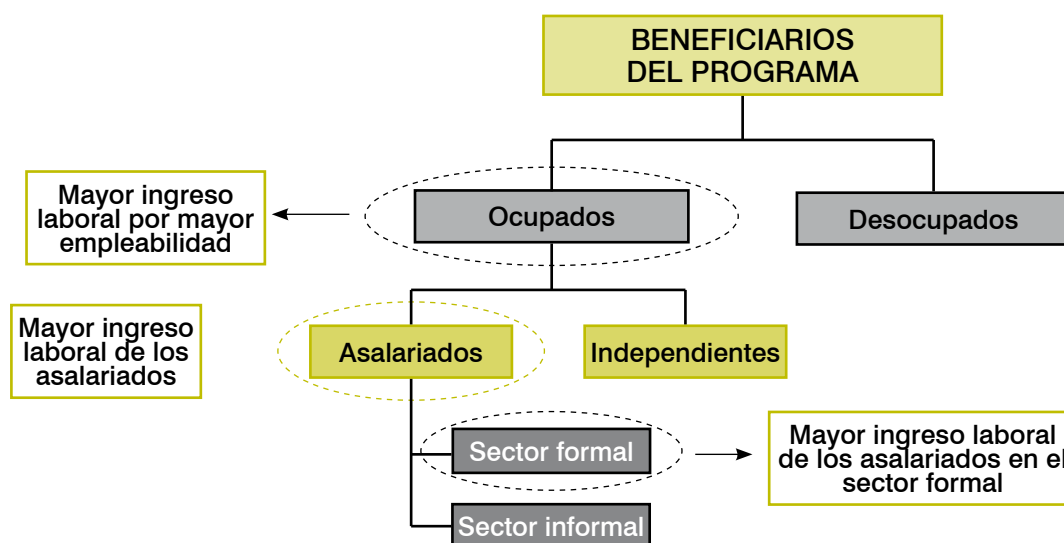 BENEFICIARIOS
DEL PROGRAMA
Mayor ingreso
laboral por mayor
empleabilidad
Ocupados
Desocupados
Mayor ingreso
laboral de los
asalariados
Asalariados
Independientes
Sector formal
Mayor ingreso laboral
de los asalariados en el
sector formal
Sector informal